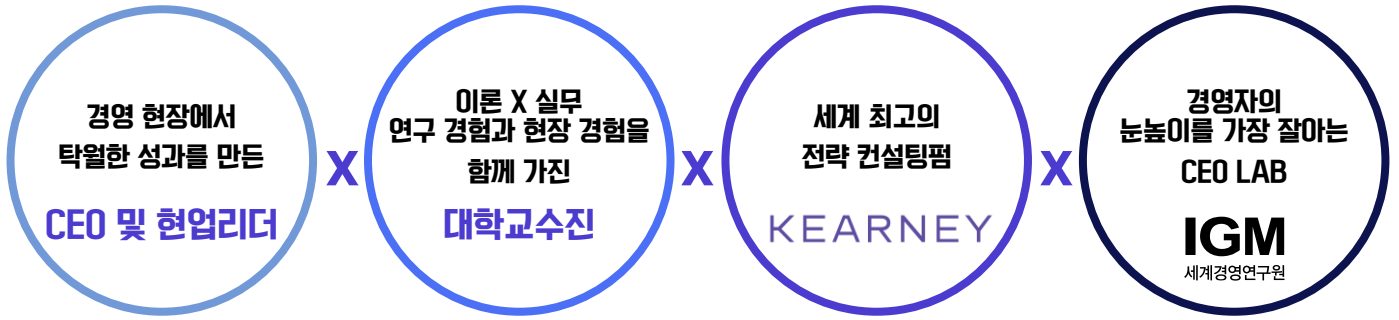 경영 현장에서
탁월한 성과를 만든
CEO 및 현업리더
X
이론 X 실무
연구 경험과 현장 경험을
함께 가진
대학교수진
X
세계 최고의
전략 컨설팅펌
KEARNEY
X
경영자의
눈높이를 가장 잘아는
CEO LAB
IGM
세계경영연구원